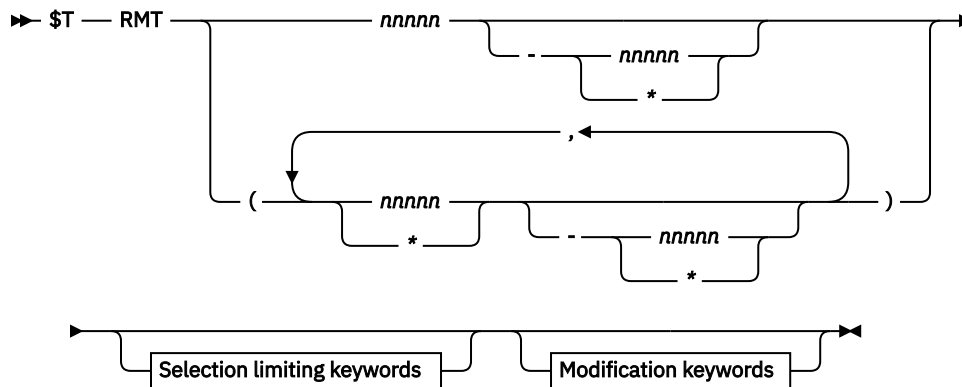 $T RMT nnnnn
- nnnnn
*
,
( nnnnn )
*
- nnnnn
*
Selection limiting keywords Modification keywords